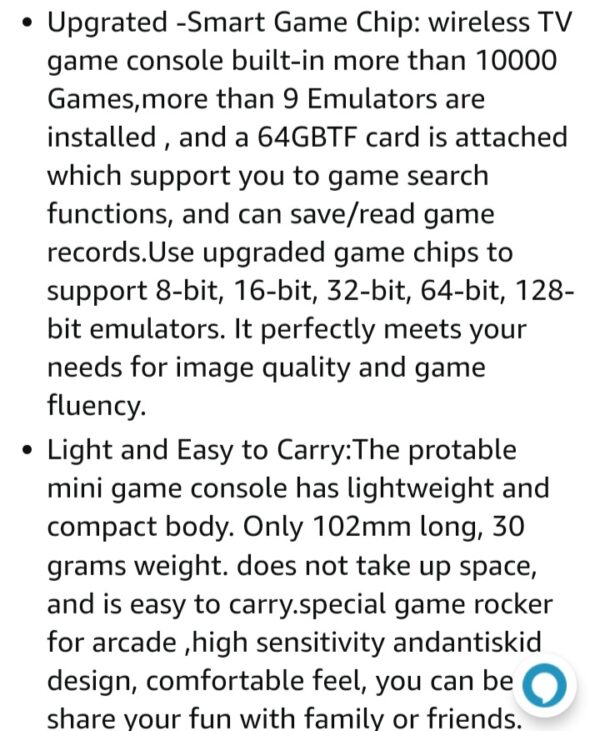 • Upgrated -Smart Game Chip: wireless TV
game console built-in more than 10000
Games,more than 9 Emulators are
installed , and a 64GBTF card is attached
which support you to game search
functions, and can save/read game
records.Use upgraded game chips to
support 8-bit, 16-bit, 32-bit, 64-bit, 128-
bit emulators. It perfectly meets your
needs for image quality and game
fluency.
• Light and Easy to Carry:The protable
mini game console has lightweight and
compact body. Only 102mm long, 30
grams weight. does not take up space,
and is easy to carry.special game rocker
for arcade ,high sensitivity andantiskid
design, comfortable feel, you can be
share your fun with family or friends.